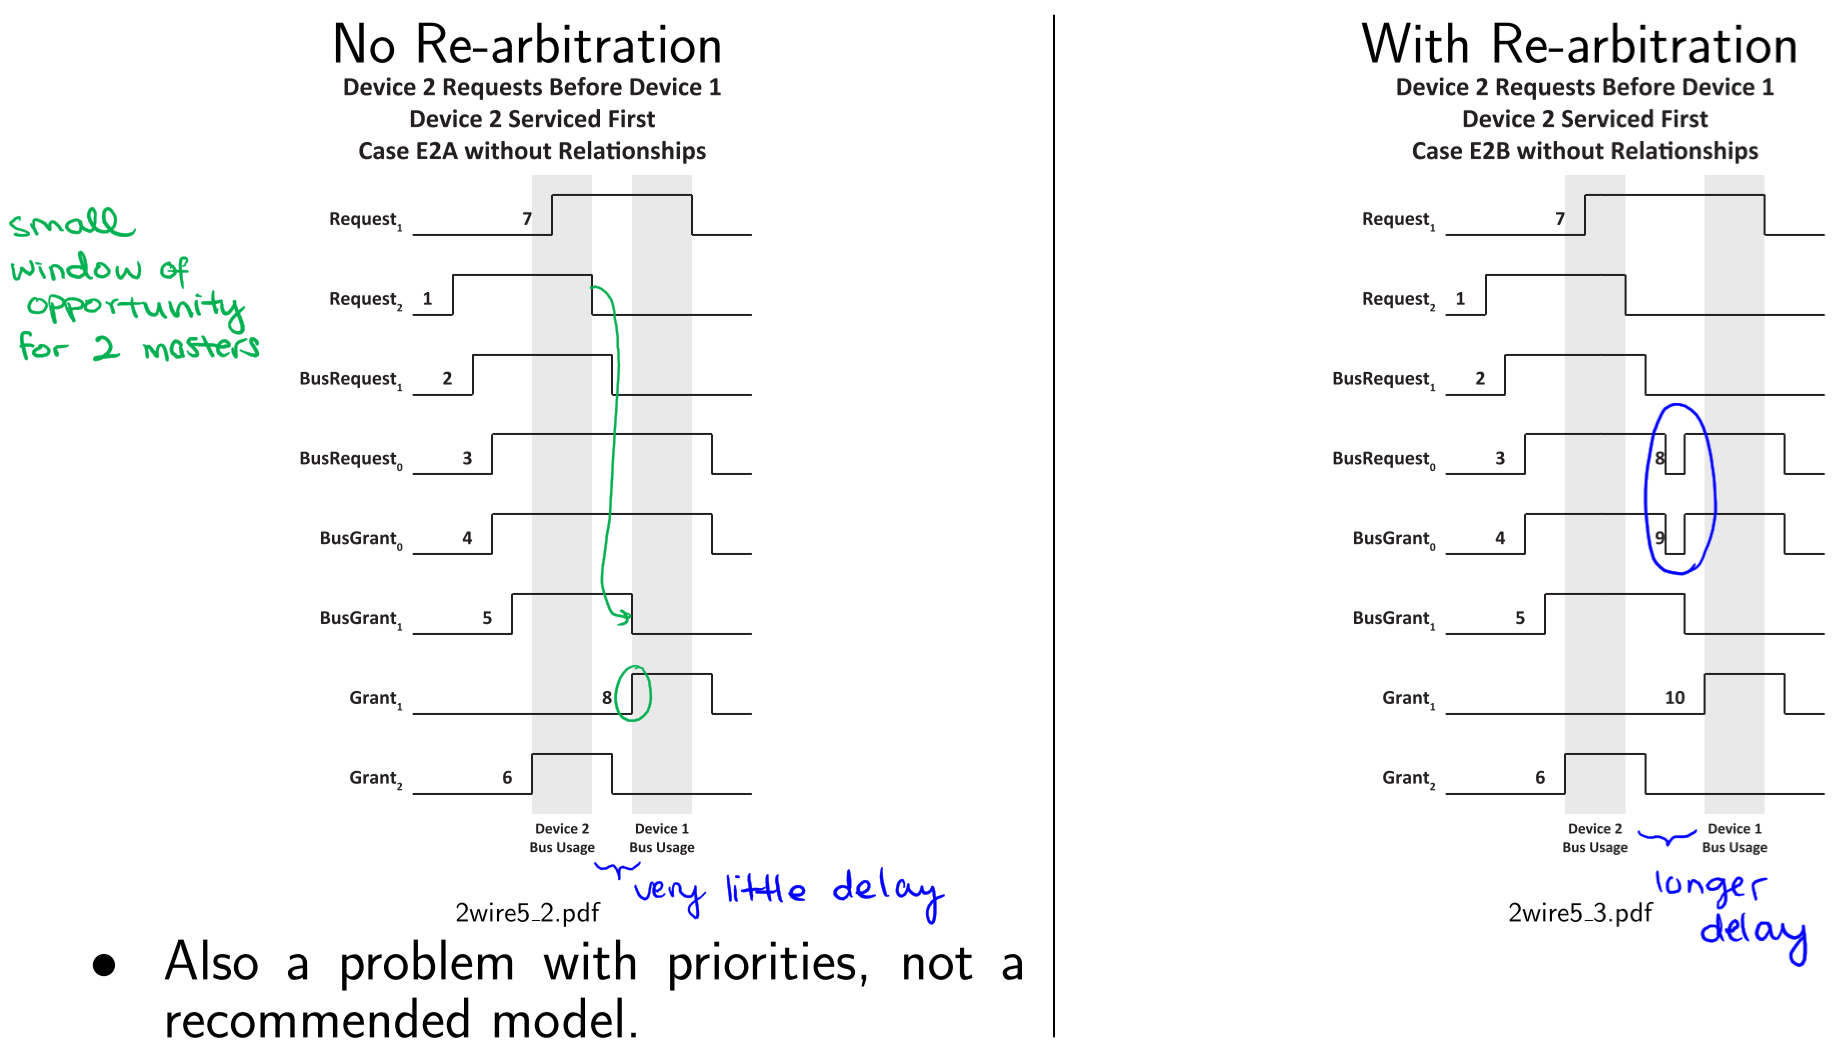 No Re-arbitration
Device 2 Requests Before Device 1
Device 2 Serviced First
Case E2A without Relationships
small
window of
opportunity
for 2 masters
Request₁ 7
Request₂ 1
BusRequest₁ 2
BusRequest₀ 3
BusGrant₀ 4
BusGrant₁ 5
Grant₁ 8
Grant₂ 6
Device 2 Device 1
Bus Usage Bus Usage
very little delay
2wire5_2.pdf
• Also a problem with priorities, not a
recommended model.
With Re-arbitration
Device 2 Requests Before Device 1
Device 2 Serviced First
Case E2B without Relationships
Request₁ 7
Request₂ 1
BusRequest₁ 2
BusRequest₀ 3 8
BusGrant₀ 4 9
BusGrant₁ 5
Grant₁ 10
Grant₂ 6
Device 2 Device 1
Bus Usage Bus Usage
longer
delay
2wire5_3.pdf